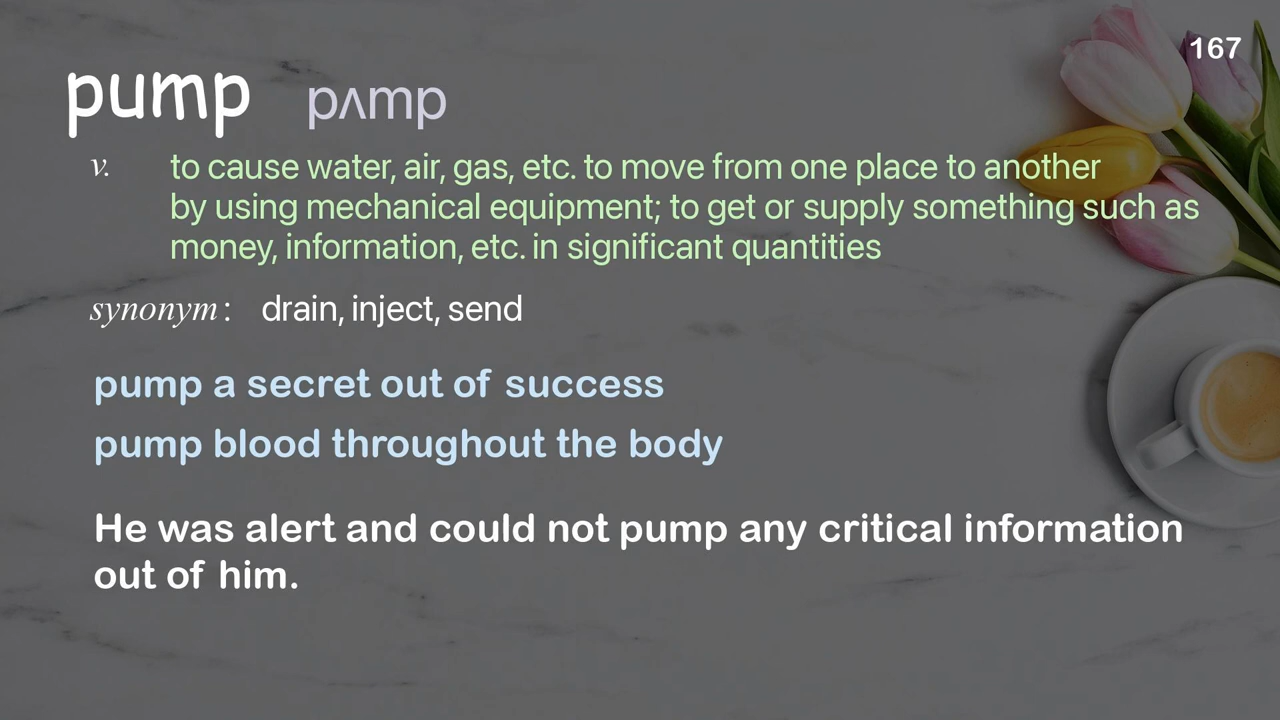 167
pump pʌmp
v. to cause water, air, gas, etc. to move from one place to another
by using mechanical equipment; to get or supply something such as
money, information, etc. in significant quantities
synonym : drain, inject, send
pump a secret out of success
pump blood throughout the body
He was alert and could not pump any critical information
out of him.